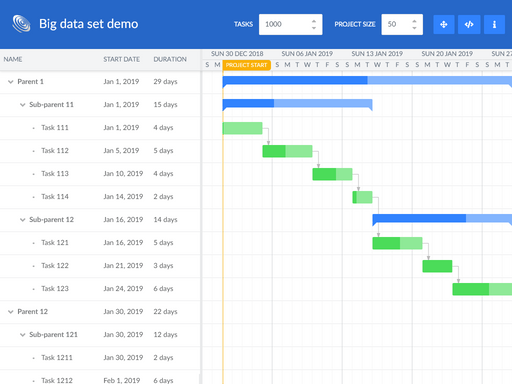 Big data set demo
TASKS 1000 PROJECT SIZE 50
NAME START DATE DURATION
SUN 30 DEC 2018 SUN 06 JAN 2019 SUN 13 JAN 2019 SUN 20 JAN 2019 SUN 27
S M PROJECT START S M T W T F S S M T W T F S S M T W T F S S
Parent 1 Jan 1, 2019 29 days
Sub-parent 11 Jan 1, 2019 15 days
Task 111 Jan 1, 2019 4 days
Task 112 Jan 5, 2019 5 days
Task 113 Jan 10, 2019 4 days
Task 114 Jan 14, 2019 2 days
Sub-parent 12 Jan 16, 2019 14 days
Task 121 Jan 16, 2019 5 days
Task 122 Jan 21, 2019 3 days
Task 123 Jan 24, 2019 6 days
Parent 12 Jan 30, 2019 22 days
Sub-parent 121 Jan 30, 2019 12 days
Task 1211 Jan 30, 2019 2 days
Task 1212 Feb 1, 2019 6 days